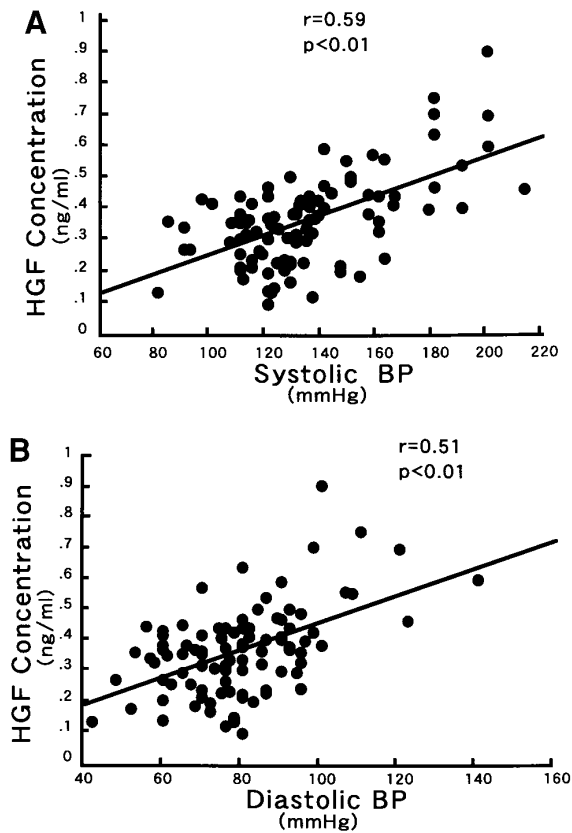 A
r=0.59
p<0.01
HGF Concentration
(ng/ml)
1
.9
.8
.7
.6
.5
.4
.3
.2
.1
0
60 80 100 120 140 160 180 200 220
Systolic BP
(mmHg)
B
r=0.51
p<0.01
HGF Concentration
(ng/ml)
1
.9
.8
.7
.6
.5
.4
.3
.2
.1
0
40 60 80 100 120 140 160
Diastolic BP
(mmHg)